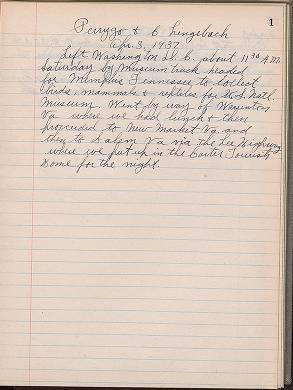 1
Perrygo & C Lingebach
Apr. 3, 1937
Left Washington D. C. about 11³⁰ A.M.
Saturday by museum truck headed
for Memphis Tennessee to collect
birds, mammals & reptiles for U.S. Natl.
Museum. Went by way of Warrenton
Va where we had lunch & then
proceeded to New Market Va and
then to Salem Va via the Lee Highway
where we put up in the Carter Tourists
Home for the night.